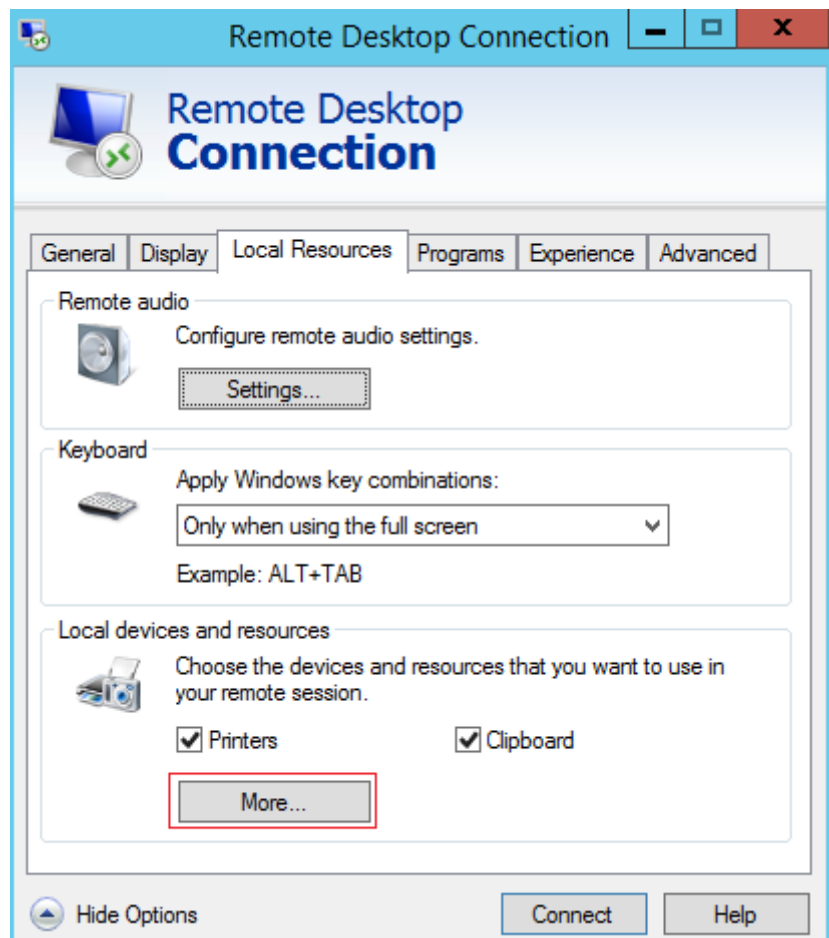 Remote Desktop Connection
Remote Desktop
Connection
General Display Local Resources Programs Experience Advanced
Remote audio
Configure remote audio settings.
Settings...
Keyboard
Apply Windows key combinations:
Only when using the full screen
Example: ALT+TAB
Local devices and resources
Choose the devices and resources that you want to use in
your remote session.
Printers Clipboard
More...
Hide Options Connect Help